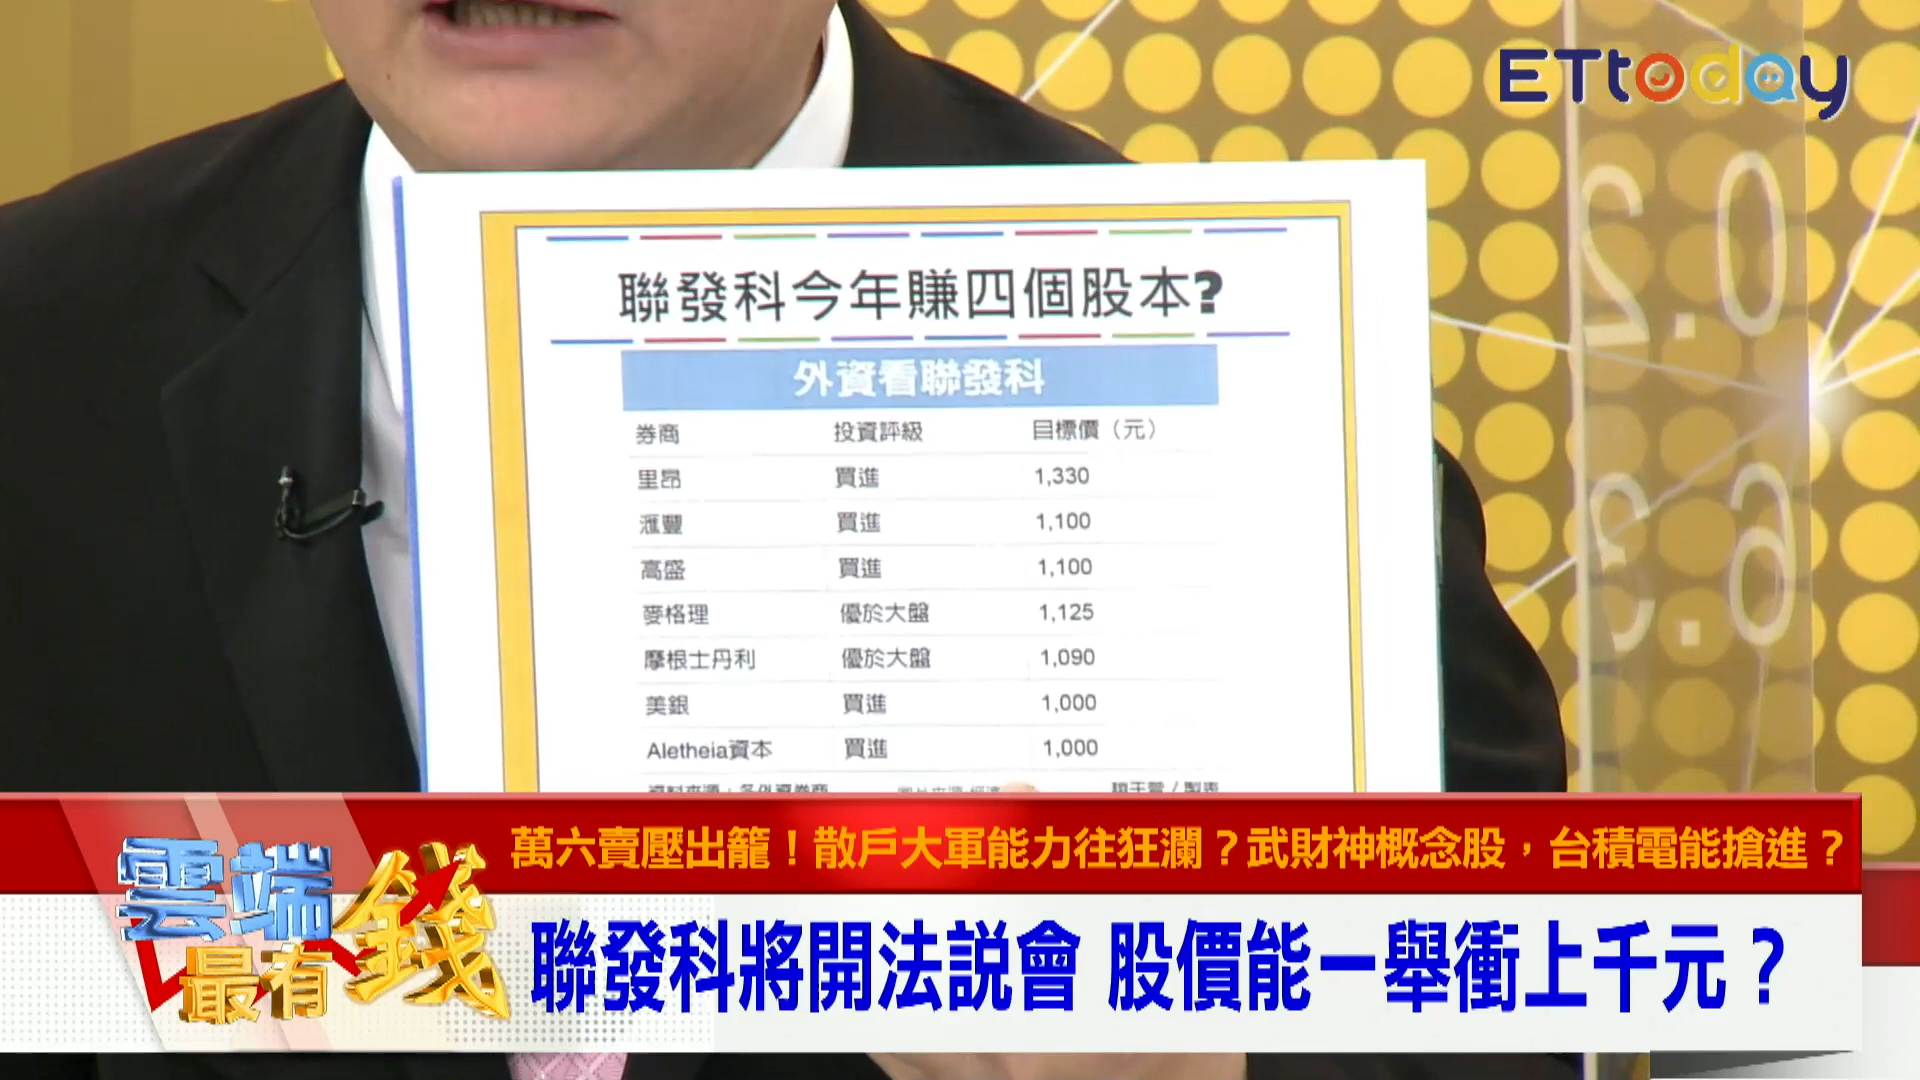 ETtoday
聯發科今年賺四個股本?
外資看聯發科
券商 投資評級 目標價（元）
里昂 買進 1,330
滙豐 買進 1,100
高盛 買進 1,100
麥格理 優於大盤 1,125
摩根士丹利 優於大盤 1,090
美銀 買進 1,000
Aletheia資本 買進 1,000
萬六賣壓出籠！散戶大軍能力往狂瀾？武財神概念股，台積電能搶進？
雲端最有錢
聯發科將開法説會 股價能一舉衝上千元？